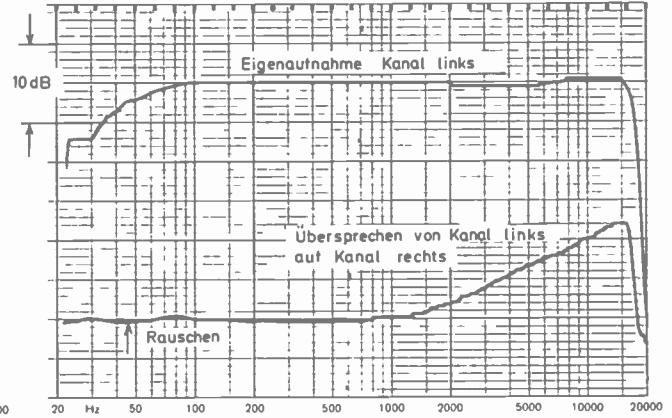 Eigenaufnahme Kanal links
10 dB
Übersprechen von Kanal links
auf Kanal rechts
Rauschen
00 20 Hz 50 100 200 500 1000 2000 5000 10000 20000